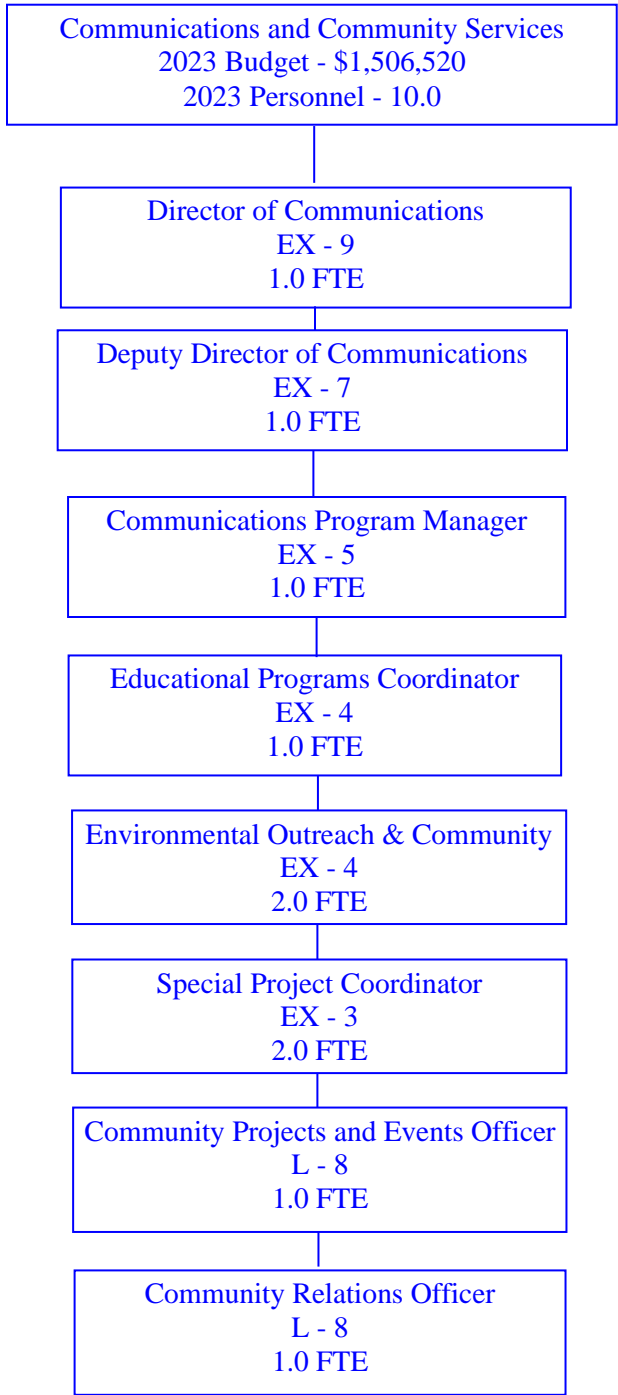 Communications and Community Services
2023 Budget - $1,506,520
2023 Personnel - 10.0
Director of Communications
EX - 9
1.0 FTE
Deputy Director of Communications
EX - 7
1.0 FTE
Communications Program Manager
EX - 5
1.0 FTE
Educational Programs Coordinator
EX - 4
1.0 FTE
Environmental Outreach & Community
EX - 4
2.0 FTE
Special Project Coordinator
EX - 3
2.0 FTE
Community Projects and Events Officer
L - 8
1.0 FTE
Community Relations Officer
L - 8
1.0 FTE